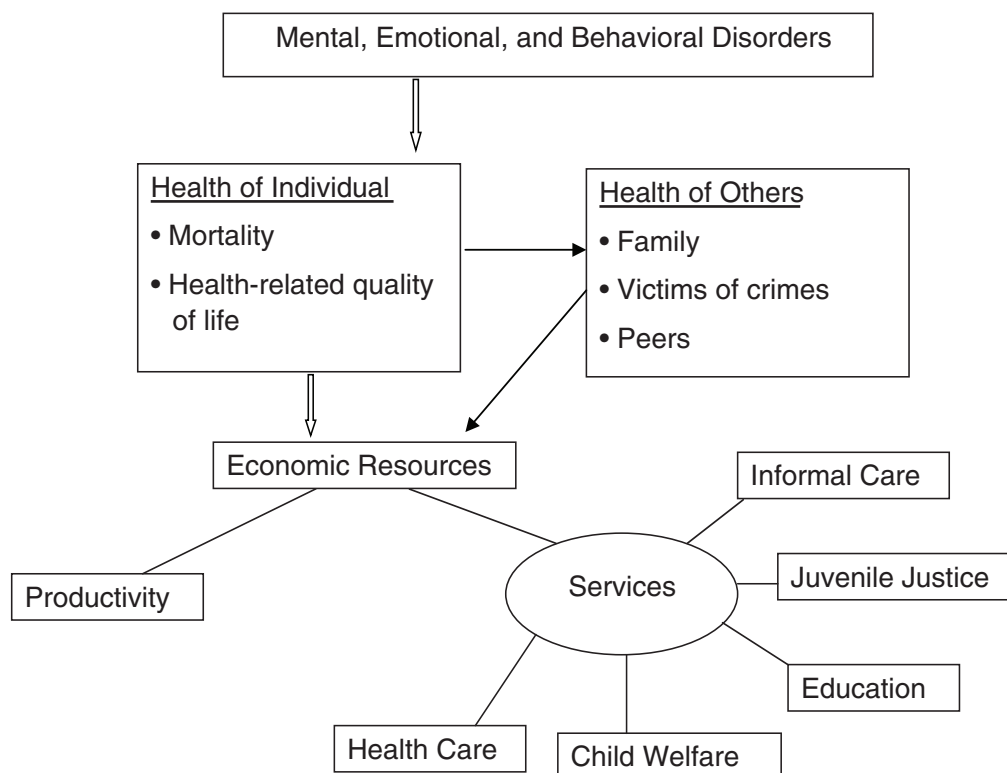 Mental, Emotional, and Behavioral Disorders
Health of Individual
• Mortality
• Health-related quality
of life
Health of Others
• Family
• Victims of crimes
• Peers
Economic Resources
Informal Care
Productivity
Services
Juvenile Justice
Education
Health Care
Child Welfare